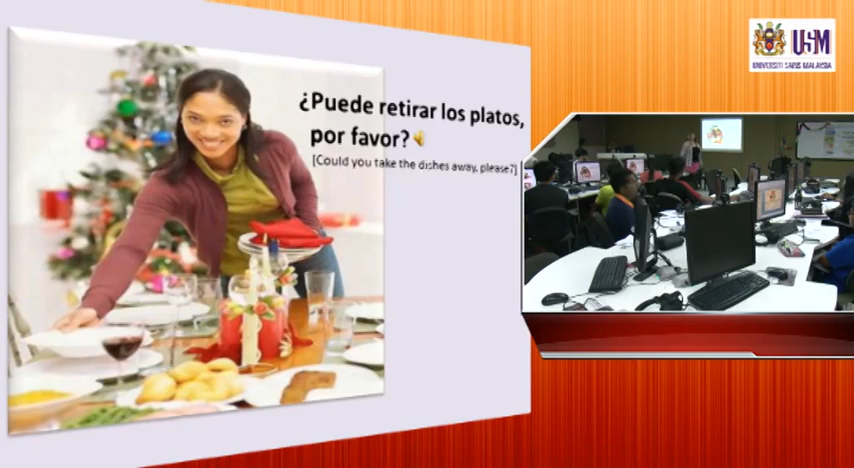 ¿Puede retirar los platos,
por favor?
[Could you take the dishes away, please?]
USM
UNIVERSITI SAINS MALAYSIA